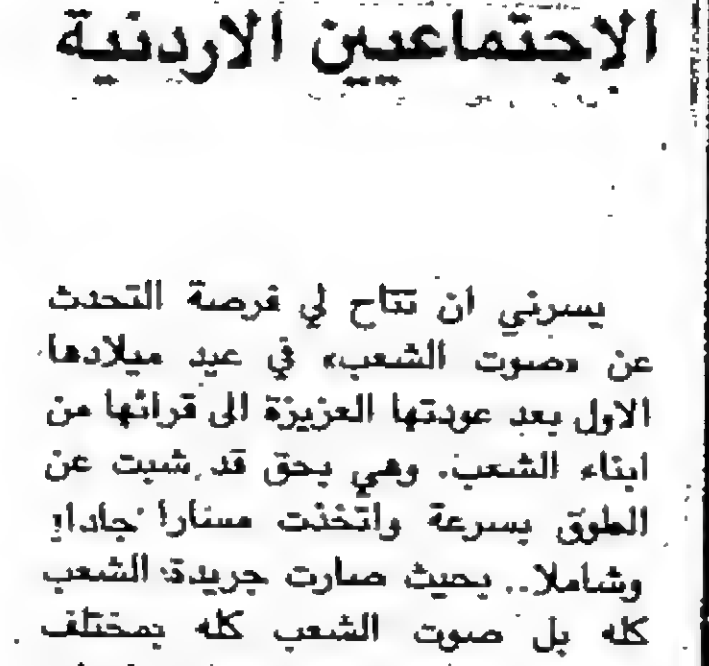 الاجتماعيين الاردنية
يسرني ان تتاح لي فرصة التحدث
عن «صوت الشعب» في عيد ميلادها
الاول بعد عودتها العزيزة الى قرائها من
ابناء الشعب. وهي بحق قد شبت عن
الطوق بسرعة واتخذت مسارا جادا
وشاملا.. بحيث صارت جريدة الشعب
كله بل صوت الشعب كله بمختلف